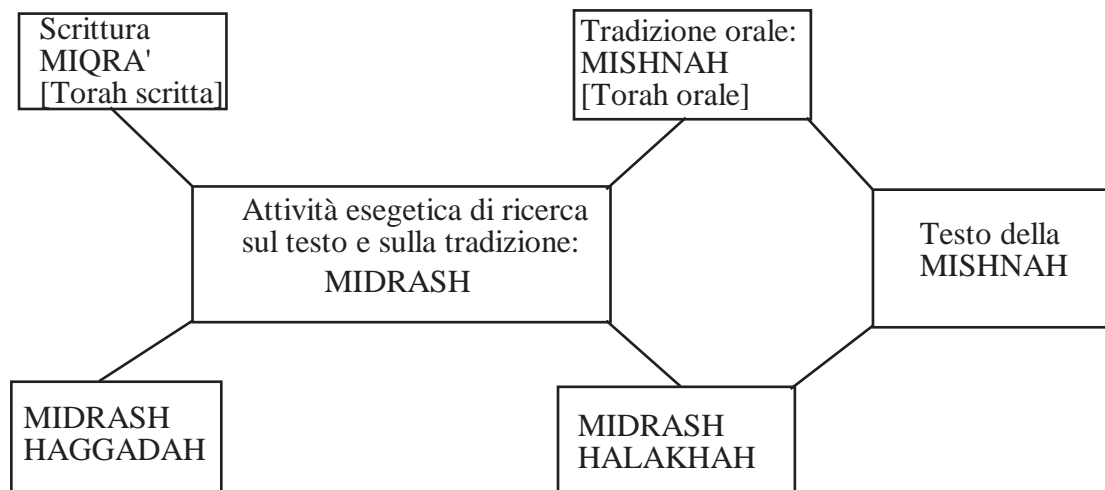 Scrittura
MIQRA'
[Torah scritta]
Tradizione orale:
MISHNAH
[Torah orale]
Attività esegetica di ricerca
sul testo e sulla tradizione:
MIDRASH
Testo della
MISHNAH
MIDRASH
HAGGADAH
MIDRASH
HALAKHAH